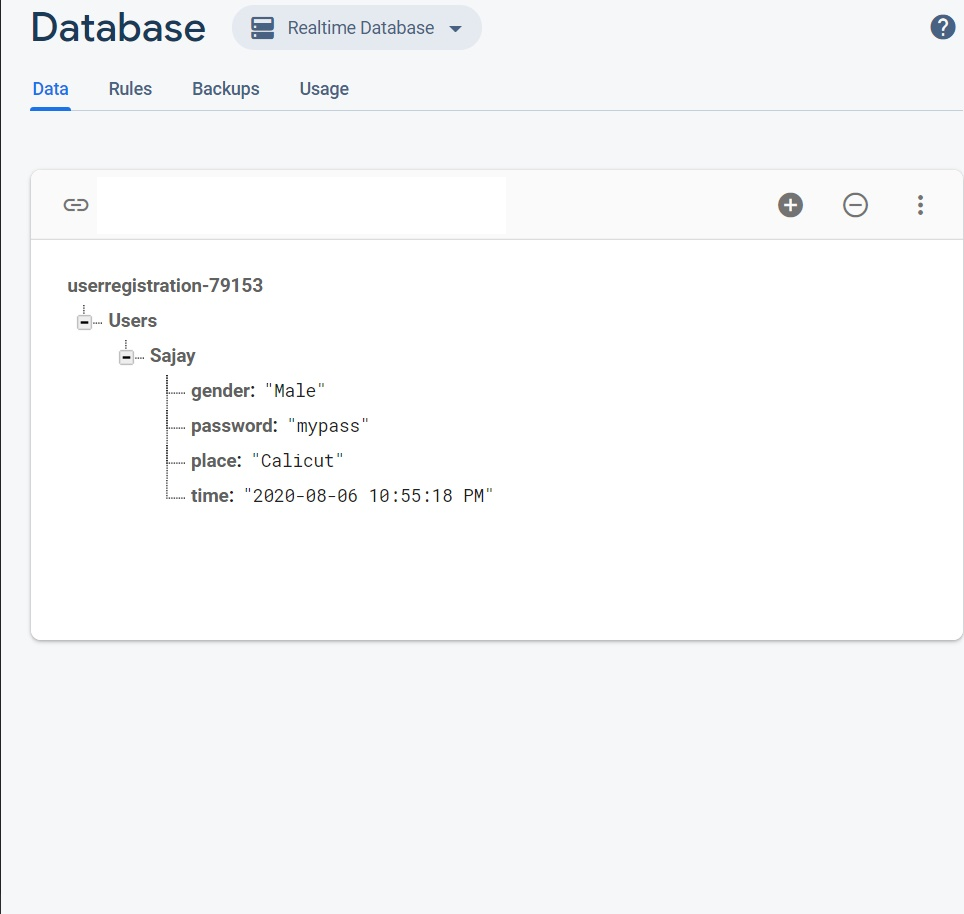 Database
Realtime Database
?
Data Rules Backups Usage
userregistration-79153
Users
Sajay
gender: "Male"
password: "mypass"
place: "Calicut"
time: "2020-08-06 10:55:18 PM"